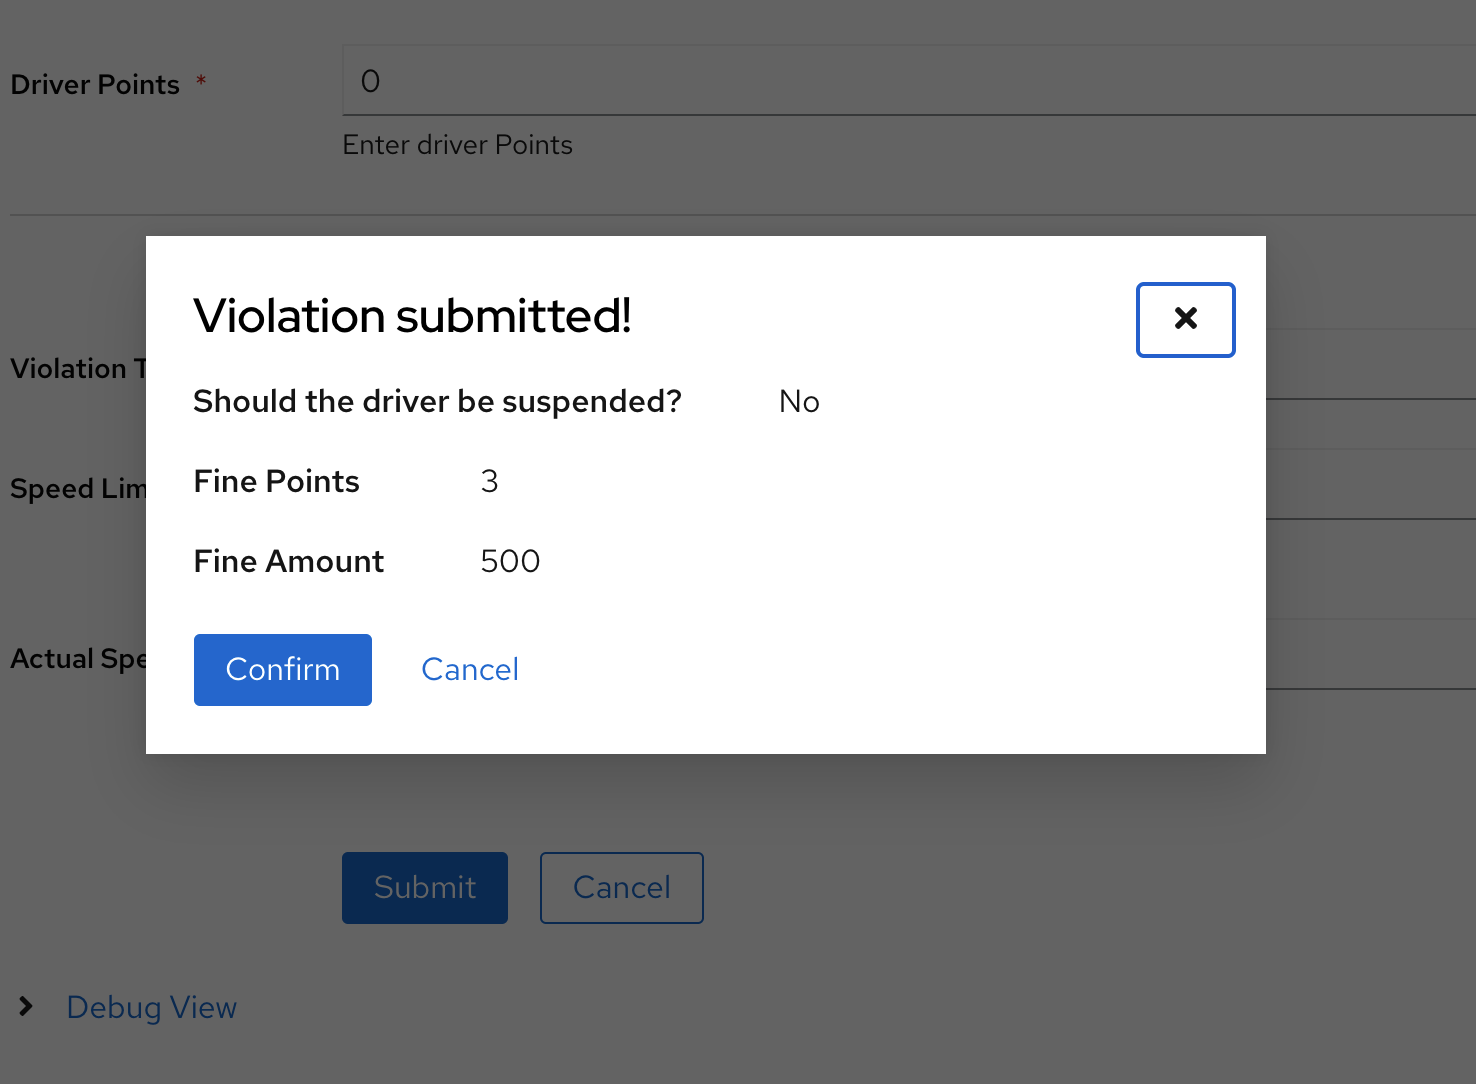 Driver Points * 0
Enter driver Points
Violation submitted!
Violation T
Should the driver be suspended? No
Fine Points 3
Speed Lim
Fine Amount 500
Actual Spe
Confirm Cancel
Submit Cancel
Debug View